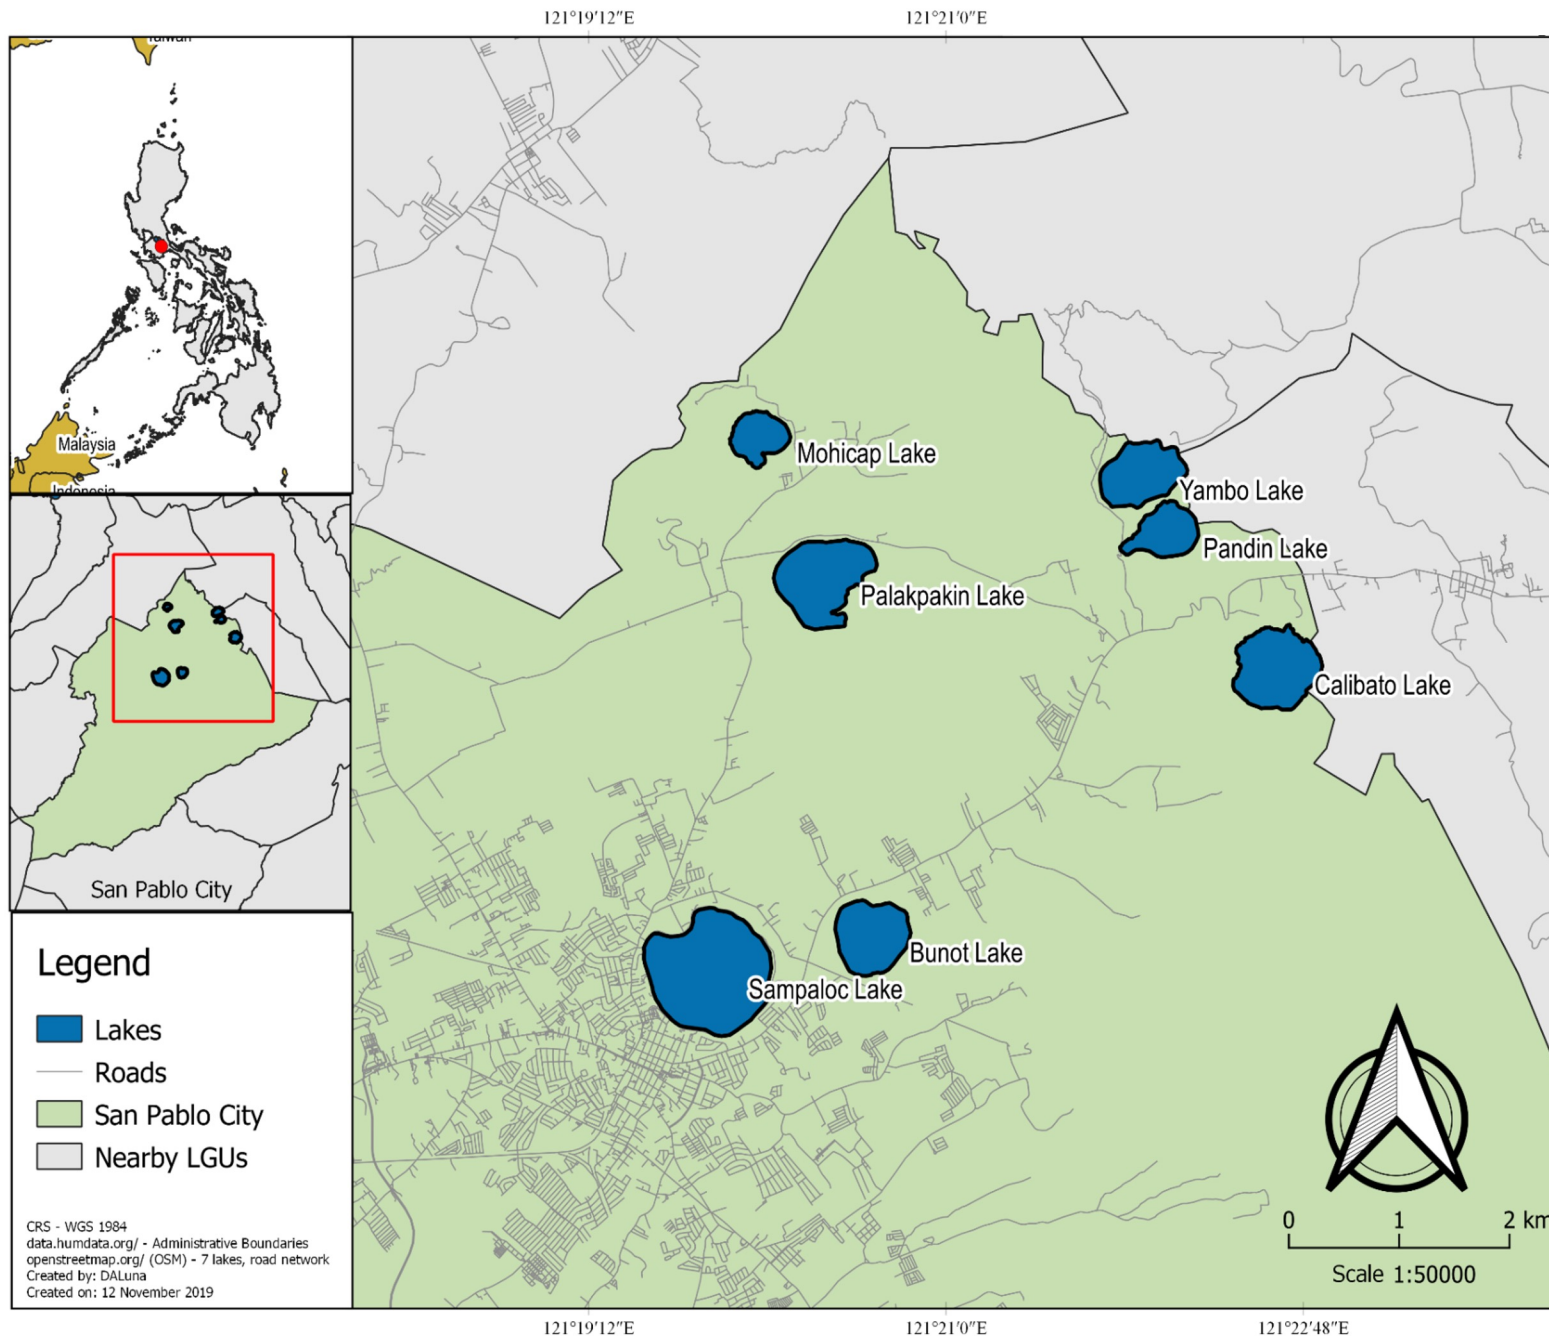 121°19'12"E
121°21'0"E
Taiwan
Malaysia
Indonesia
San Pablo City
Mohicap Lake
Yambo Lake
Pandin Lake
Palakpakin Lake
Calibato Lake
Bunot Lake
Sampaloc Lake
Legend
Lakes
Roads
San Pablo City
Nearby LGUs
CRS - WGS 1984
data.humdata.org/ - Administrative Boundaries
openstreetmap.org/ (OSM) - 7 lakes, road network
Created by: DALuna
Created on: 12 November 2019
0 1 2 km
Scale 1:50000
121°19'12"E
121°21'0"E
121°22'48"E